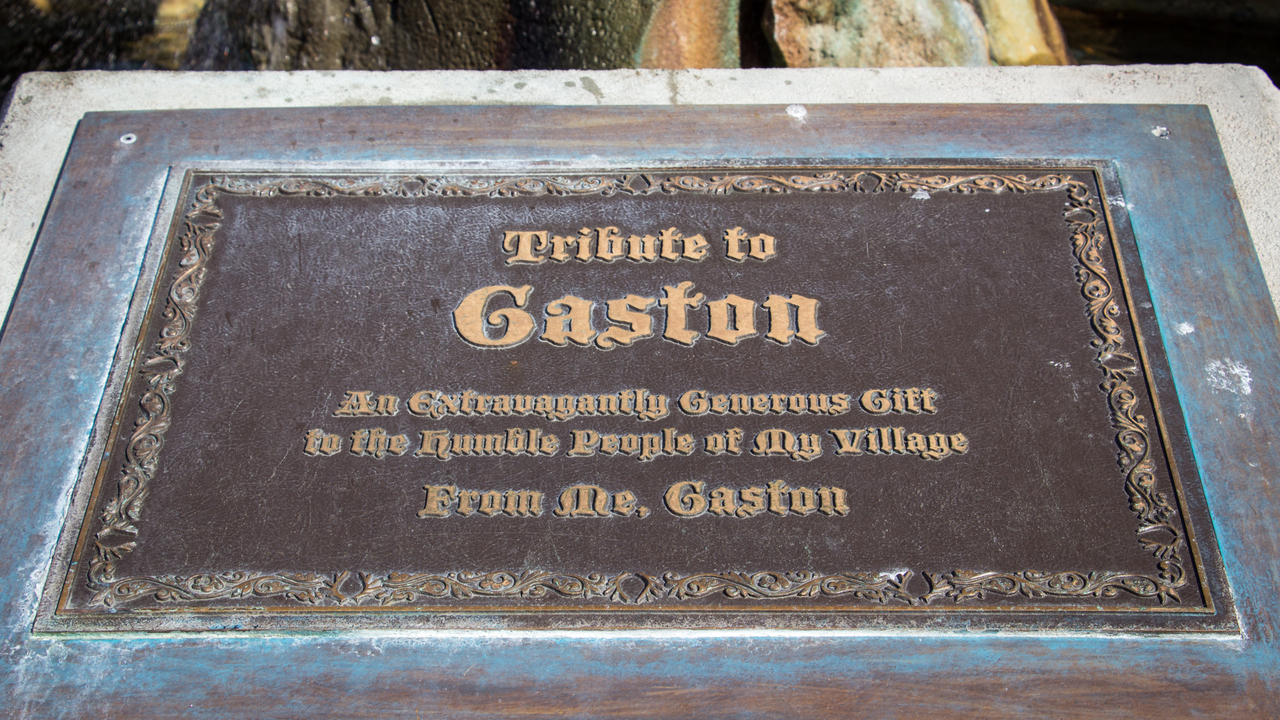 Tribute to
Gaston
An Extravagantly Generous Gift
to the Humble People of My Village
From Me, Gaston